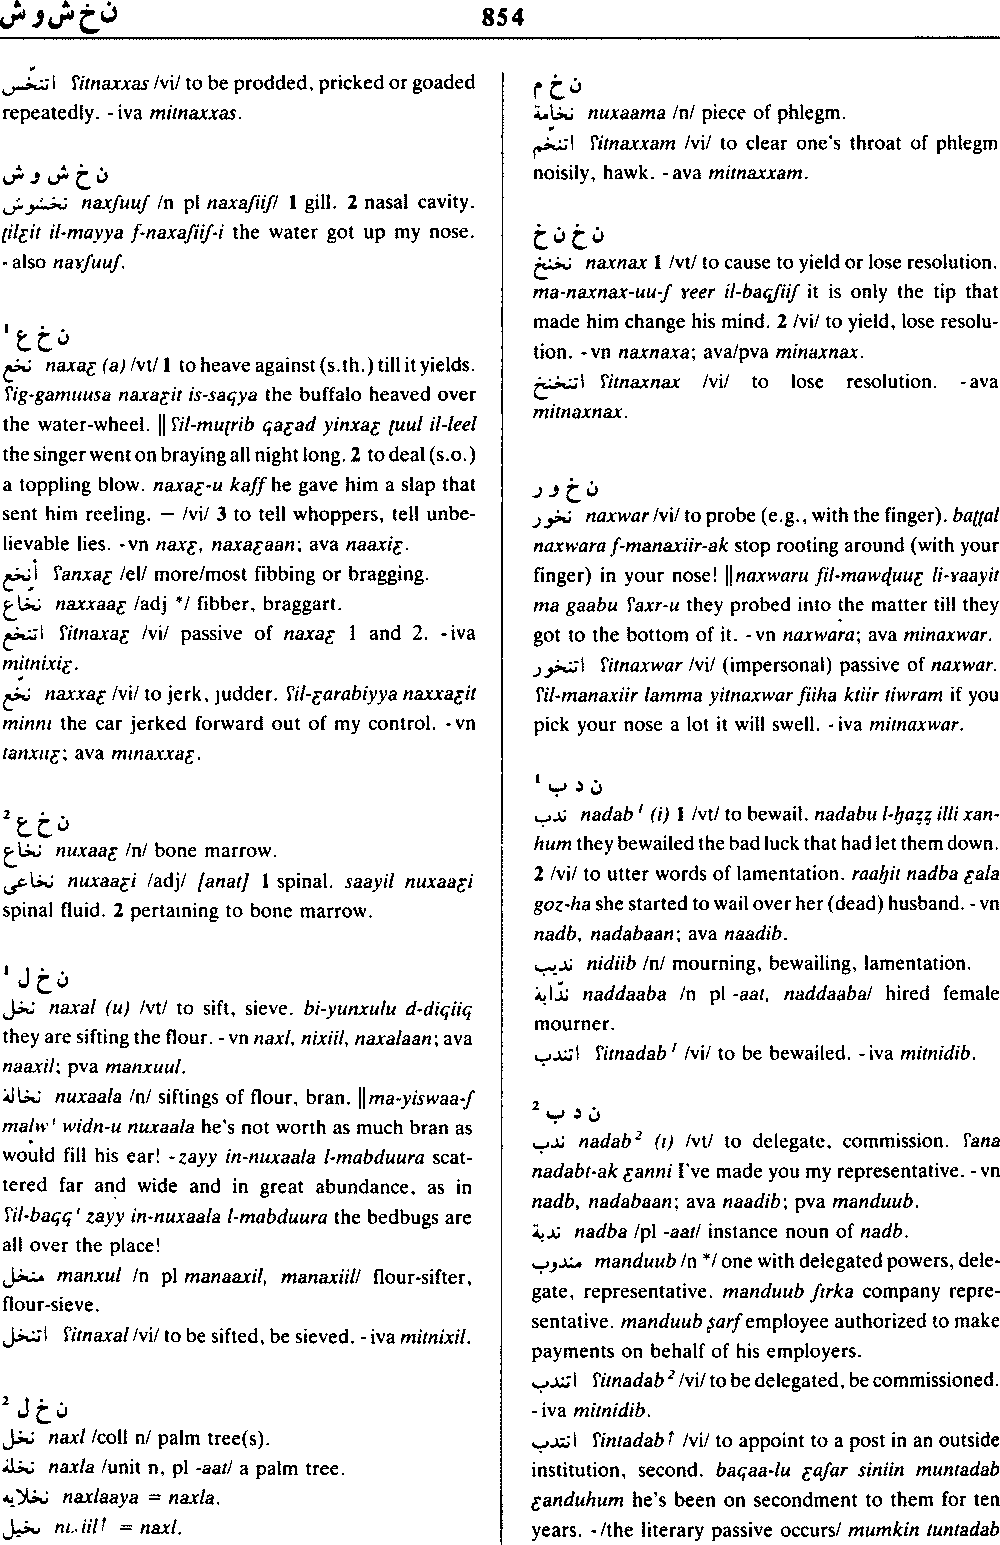 ن خ ش و ش
854
اتنخّس ʕitnaxxas /vi/ to be prodded, pricked or goaded
repeatedly. -iva mitnaxxas.
ن خ ش و ش
نخشوش naxʃuuʃ /n pl naxaʃiiʃ/ 1 gill. 2 nasal cavity.
ṭilʕit il-mayya f-naxaʃiiʃ-i the water got up my nose.
- also naɣʃuuʃ.
ن خ ع ¹
نخع naxaʕ (a) /vt/ 1 to heave against (s.th.) till it yields.
ʕig-gamuusa naxaʕit is-saqya the buffalo heaved over
the water-wheel. || ʕil-muṭrib qaʕad yinxaʕ ṭuul il-leel
the singer went on braying all night long. 2 to deal (s.o.)
a toppling blow. naxaʕ-u kaff he gave him a slap that
sent him reeling. — /vi/ 3 to tell whoppers, tell unbe-
lievable lies. -vn naxʕ, naxaʕaan; ava naaxiʕ.
أنخع ʕanxaʕ /el/ more/most fibbing or bragging.
نخّاع naxxaaʕ /adj */ fibber, braggart.
اتنخع ʕitnaxaʕ /vi/ passive of naxaʕ 1 and 2. -iva
mitnixiʕ.
نخّع naxxaʕ /vi/ to jerk, judder. ʕil-ʕarabiyya naxxaʕit
minni the car jerked forward out of my control. -vn
tanxiiʕ; ava minaxxaʕ.
ن خ ع ²
نخاع nuxaaʕ /n/ bone marrow.
نخاعى nuxaaʕi /adj/ [anat] 1 spinal. saayil nuxaaʕi
spinal fluid. 2 pertaining to bone marrow.
ن خ ل ¹
نخل naxal (u) /vt/ to sift, sieve. bi-yunxulu d-diqiiq
they are sifting the flour. -vn naxl, nixiil, naxalaan; ava
naaxil; pva manxuul.
نخالة nuxaala /n/ siftings of flour, bran. || ma-yiswaa-ʃ
malwˈ widn-u nuxaala he's not worth as much bran as
would fill his ear! -zayy in-nuxaala l-mabduura scat-
tered far and wide and in great abundance, as in
ʕil-baqqˈ zayy in-nuxaala l-mabduura the bedbugs are
all over the place!
منخل manxul /n pl manaaxil, manaxiil/ flour-sifter,
flour-sieve.
اتنخل ʕitnaxal /vi/ to be sifted, be sieved. -iva mitnixil.
ن خ ل ²
نخل naxl /coll n/ palm tree(s).
نخلة naxla /unit n, pl -aat/ a palm tree.
نخلايه naxlaaya = naxla.
نخيل = naxl.
ن خ م
نخامة nuxaama /n/ piece of phlegm.
اتنخّم ʕitnaxxam /vi/ to clear one's throat of phlegm
noisily, hawk. -ava mitnaxxam.
ن خ ن خ
نخنخ naxnax 1 /vt/ to cause to yield or lose resolution.
ma-naxnax-uu-ʃ ɣeer il-baqʃiiʃ it is only the tip that
made him change his mind. 2 /vi/ to yield, lose resolu-
tion. -vn naxnaxa; ava/pva minaxnax.
اتنخنخ ʕitnaxnax /vi/ to lose resolution. -ava
mitnaxnax.
ن خ و ر
نخور naxwar /vi/ to probe (e.g., with the finger). baṭṭal
naxwara f-manaxiir-ak stop rooting around (with your
finger) in your nose! || naxwaru fil-mawḍuuʕ li-ɣaayit
ma gaabu ʕaxr-u they probed into the matter till they
got to the bottom of it. -vn naxwara; ava minaxwar.
اتنخور ʕitnaxwar /vi/ (impersonal) passive of naxwar.
ʕil-manaxiir lamma yitnaxwar fiiha ktiir tiwram if you
pick your nose a lot it will swell. -iva mitnaxwar.
ن د ب ¹
ندب nadab¹ (i) 1 /vt/ to bewail. nadabu l-ḥaẓẓ illi xan-
hum they bewailed the bad luck that had let them down.
2 /vi/ to utter words of lamentation. raaḥit nadba ʕala
goz-ha she started to wail over her (dead) husband. -vn
nadb, nadabaan; ava naadib.
نديب nidiib /n/ mourning, bewailing, lamentation.
ندّابة naddaaba /n pl -aat, naddaaba/ hired female
mourner.
اتندب ʕitnadab¹ /vi/ to be bewailed. -iva mitnidib.
ن د ب ²
ندب nadab² (i) /vt/ to delegate, commission. ʕana
nadabt-ak ʕanni I've made you my representative. -vn
nadb, nadabaan; ava naadib; pva manduub.
ندبة nadba /pl -aat/ instance noun of nadb.
مندوب manduub /n */ one with delegated powers, dele-
gate, representative. manduub ʃirka company repre-
sentative. manduub ṣarf employee authorized to make
payments on behalf of his employers.
اتندب ʕitnadab² /vi/ to be delegated, be commissioned.
-iva mitnidib.
انتدب ʕintadab↑ /vi/ to appoint to a post in an outside
institution, second. baqaa-lu ʕaʃar siniin muntadab
ʕanduhum he's been on secondment to them for ten
years. -/the literary passive occurs/ mumkin tuntadab